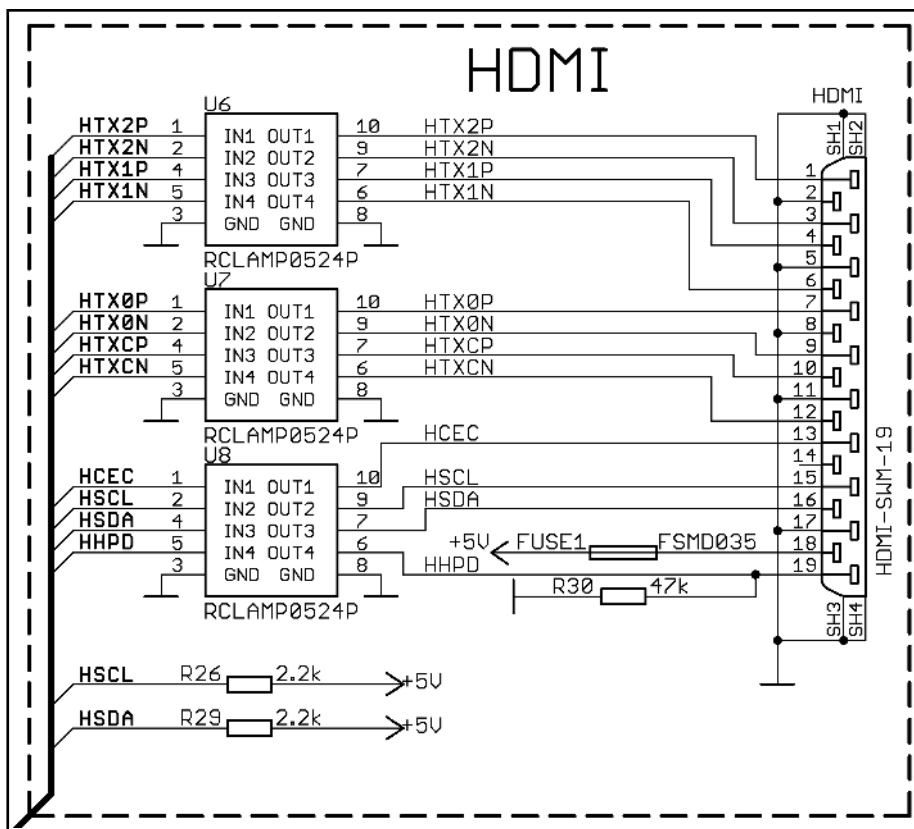 HDMI
U6
HTX2P 1 IN1 OUT1 10 HTX2P
HTX2N 2 IN2 OUT2 9 HTX2N
HTX1P 4 IN3 OUT3 7 HTX1P
HTX1N 5 IN4 OUT4 6 HTX1N
3 GND GND 8
RCLAMP0524P
U7
HTX0P 1 IN1 OUT1 10 HTX0P
HTX0N 2 IN2 OUT2 9 HTX0N
HTXCP 4 IN3 OUT3 7 HTXCP
HTXCN 5 IN4 OUT4 6 HTXCN
3 GND GND 8
RCLAMP0524P
U8
HCEC 1 IN1 OUT1 10 HCEC
HSCL 2 IN2 OUT2 9 HSCL
HSDA 4 IN3 OUT3 7 HSDA
HHPD 5 IN4 OUT4 6 HHPD
3 GND GND 8
RCLAMP0524P
+5V FUSE1 FSMD035
R30 47k
HSCL R26 2.2k +5V
HSDA R29 2.2k +5V
HDMI
SH1
SH2
1
2
3
4
5
6
7
8
9
10
11
12
13
14
15
16
17
18
19
SH3
SH4
HDMI-SWM-19